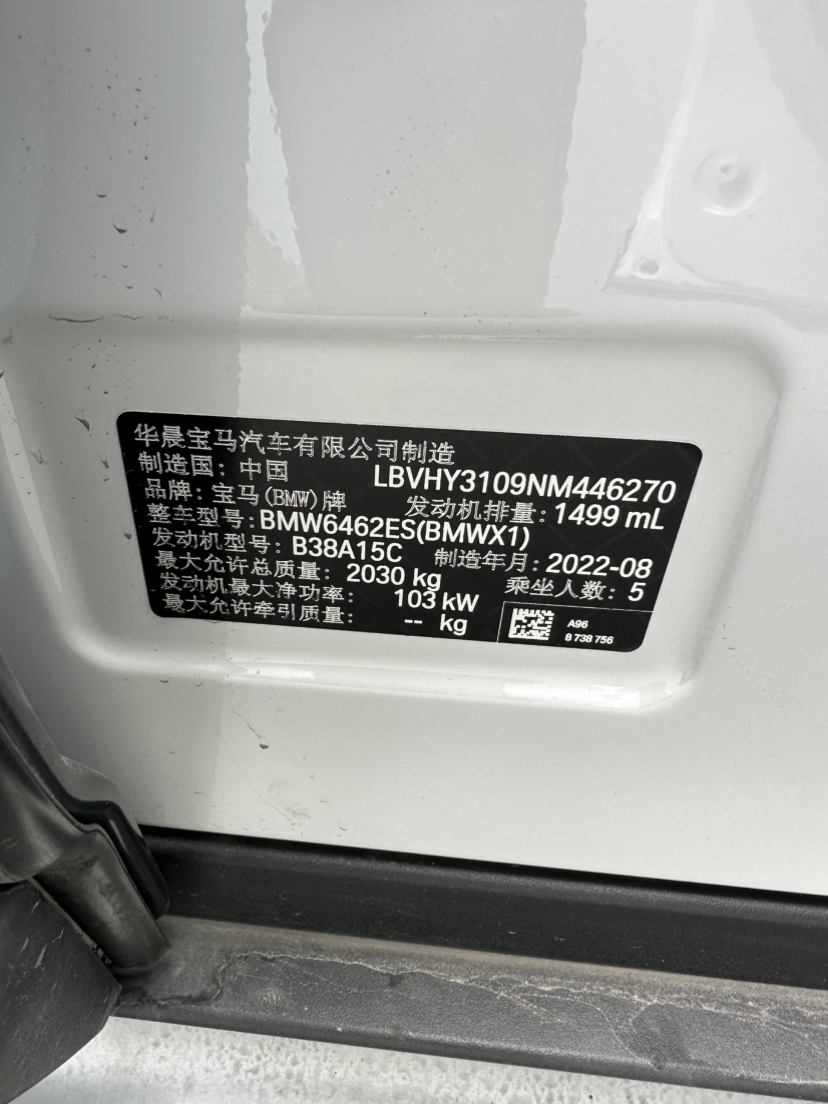 华晨宝马汽车有限公司制造
制造国: 中国 LBVHY3109NM446270
品牌: 宝马(BMW)牌 发动机排量: 1499 mL
整车型号: BMW6462ES(BMWX1)
发动机型号: B38A15C 制造年月: 2022-08
最大允许总质量: 2030 kg 乘坐人数: 5
发动机最大净功率: 103 kW
最大允许牵引质量: -- kg
A96
8 738 756